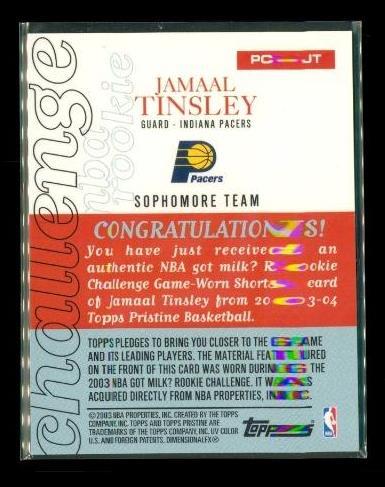 PC JT
JAMAAL
TINSLEY
GUARD - INDIANA PACERS
Pacers
SOPHOMORE TEAM
challenge
nba
rookie
CONGRATULATIONS!
You have just received an
authentic NBA got milk? Rookie
Challenge Game-Worn Shorts card
of Jamaal Tinsley from 2003-04
Topps Pristine Basketball.
TOPPS PLEDGES TO BRING YOU CLOSER TO THE GAME
AND ITS LEADING PLAYERS. THE MATERIAL FEATURED
ON THE FRONT OF THIS CARD WAS WORN DURING THE
2003 NBA GOT MILK? ROOKIE CHALLENGE. IT WAS
ACQUIRED DIRECTLY FROM NBA PROPERTIES, INC.
© 2003 NBA PROPERTIES, INC. CREATED BY THE TOPPS
COMPANY, INC. TOPPS AND TOPPS PRISTINE ARE
TRADEMARKS OF THE TOPPS COMPANY, INC. UV COLOR
U.S. AND FOREIGN PATENTS. DIMENSIONALFX®
Topps
NBA